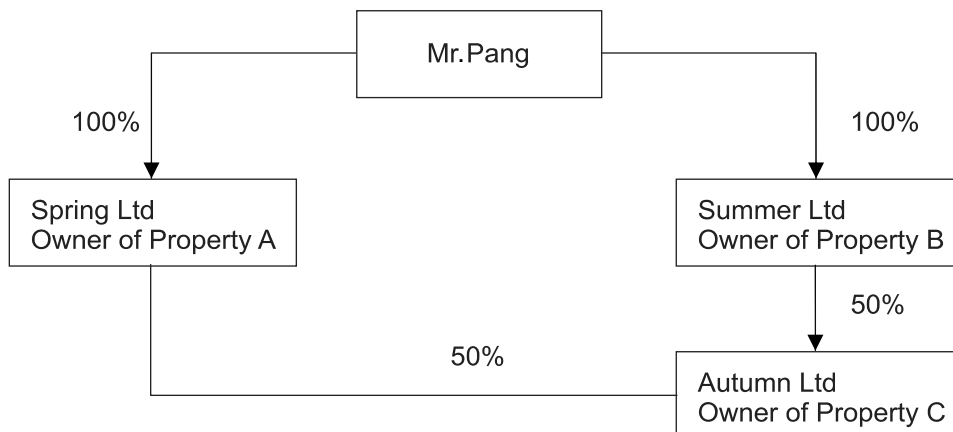 Mr.Pang
100%
100%
Spring Ltd
Owner of Property A
Summer Ltd
Owner of Property B
50%
50%
Autumn Ltd
Owner of Property C